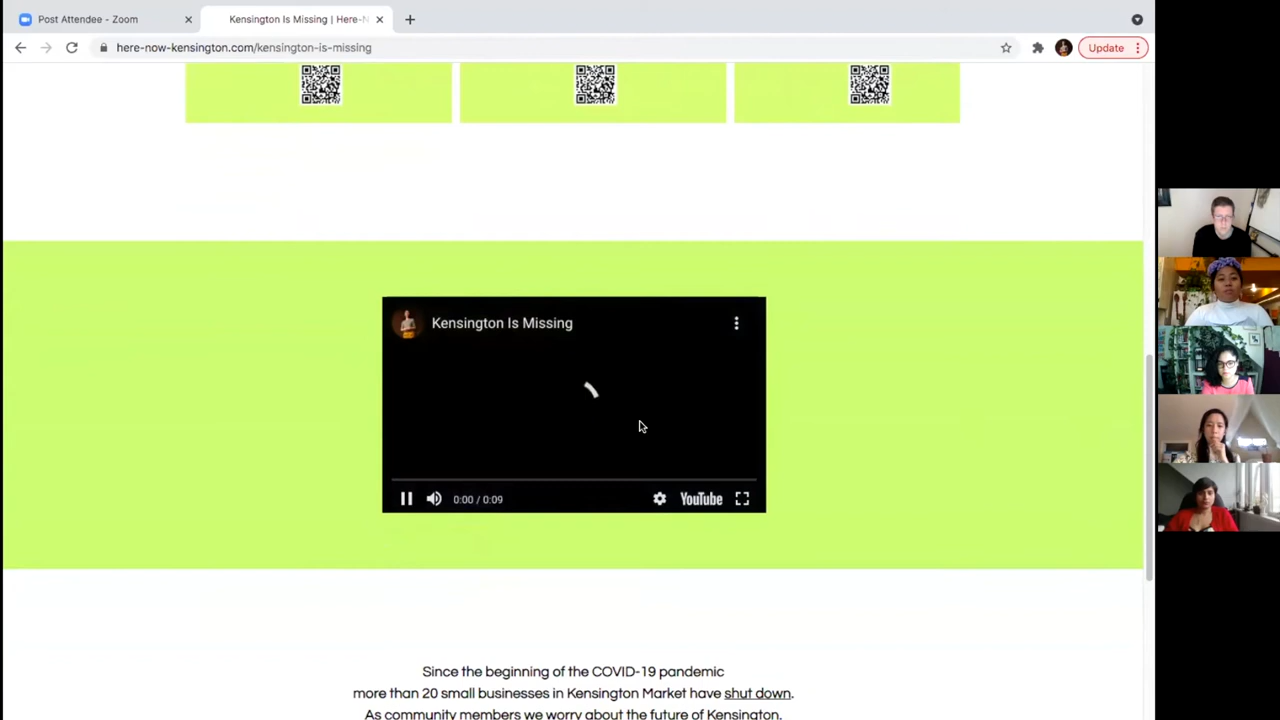 Post Attendee - Zoom
Kensington Is Missing | Here-N
here-now-kensington.com/kensington-is-missing
Update
Kensington Is Missing
0:00 / 0:09
YouTube
Since the beginning of the COVID-19 pandemic
more than 20 small businesses in Kensington Market have shut down.
As community members we worry about the future of Kensington.